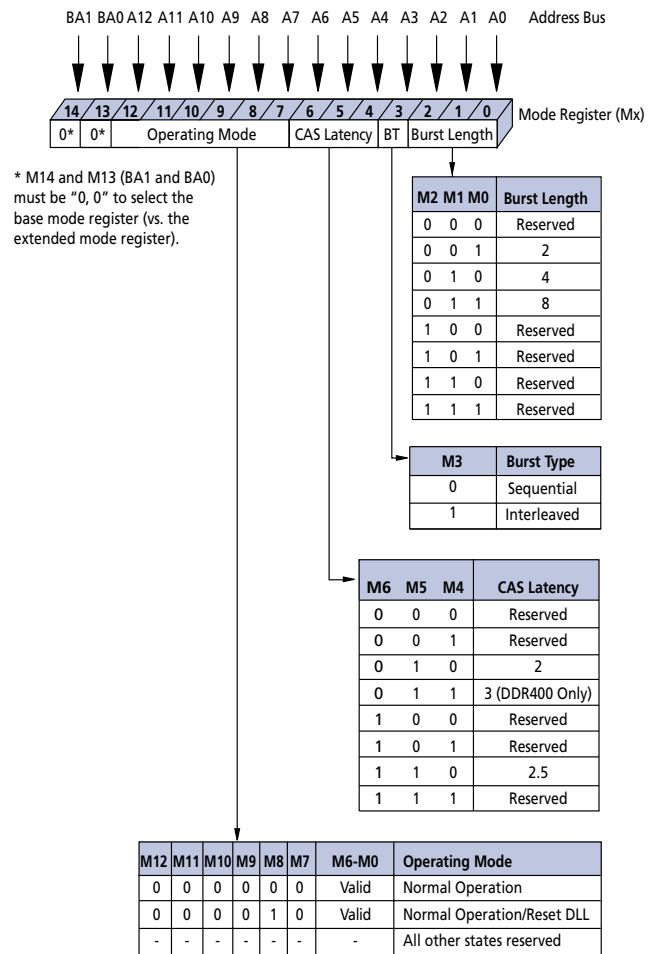 BA1 BA0 A12 A11 A10 A9 A8 A7 A6 A5 A4 A3 A2 A1 A0 Address Bus
14 13 12 11 10 9 8 7 6 5 4 3 2 1 0 Mode Register (Mx)
0* 0* Operating Mode CAS Latency BT Burst Length
* M14 and M13 (BA1 and BA0)
must be “0, 0” to select the
base mode register (vs. the
extended mode register).
M2 M1 M0 Burst Length
0 0 0 Reserved
0 0 1 2
0 1 0 4
0 1 1 8
1 0 0 Reserved
1 0 1 Reserved
1 1 0 Reserved
1 1 1 Reserved
M3 Burst Type
0 Sequential
1 Interleaved
M6 M5 M4 CAS Latency
0 0 0 Reserved
0 0 1 Reserved
0 1 0 2
0 1 1 3 (DDR400 Only)
1 0 0 Reserved
1 0 1 Reserved
1 1 0 2.5
1 1 1 Reserved
M12 M11 M10 M9 M8 M7 M6-M0 Operating Mode
0 0 0 0 0 0 Valid Normal Operation
0 0 0 0 1 0 Valid Normal Operation/Reset DLL
- - - - - - - All other states reserved